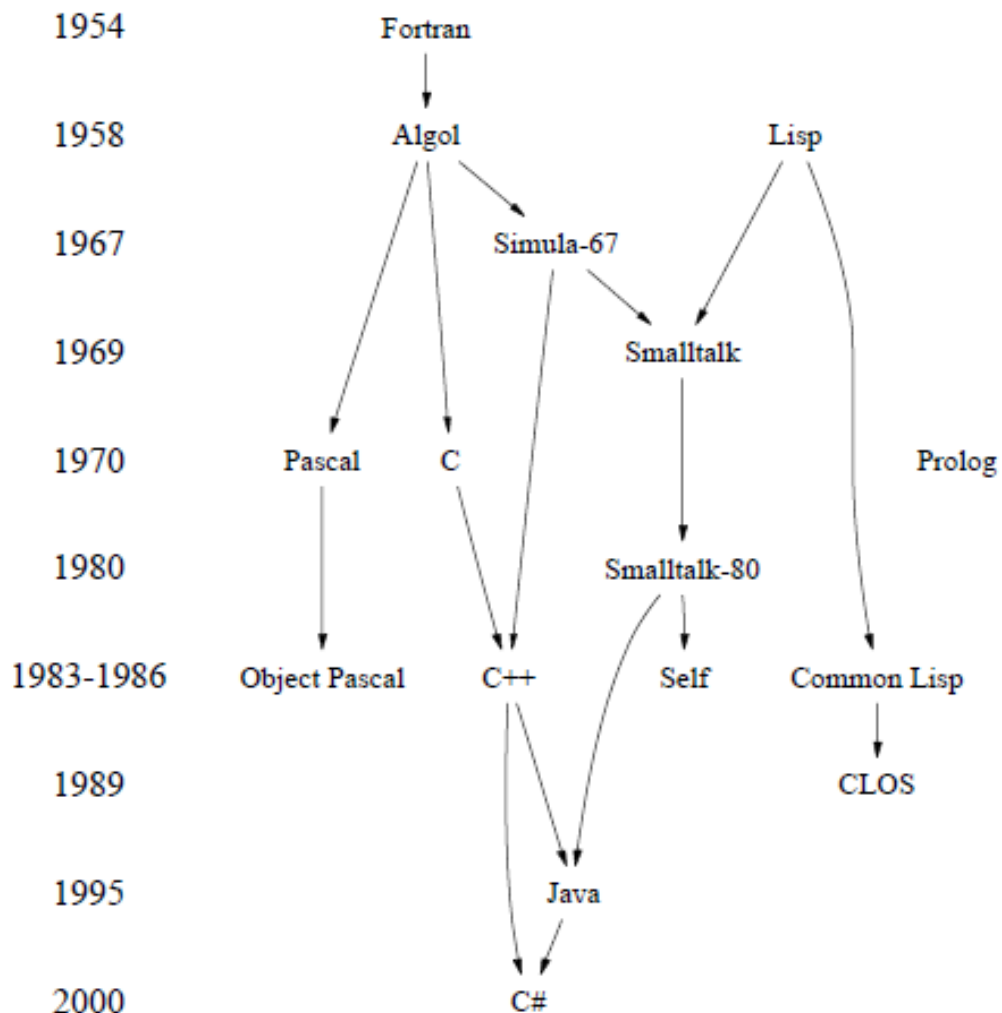 1954 Fortran
1958 Algol Lisp
1967 Simula-67
1969 Smalltalk
1970 Pascal C Prolog
1980 Smalltalk-80
1983-1986 Object Pascal C++ Self Common Lisp
1989 CLOS
1995 Java
2000 C#